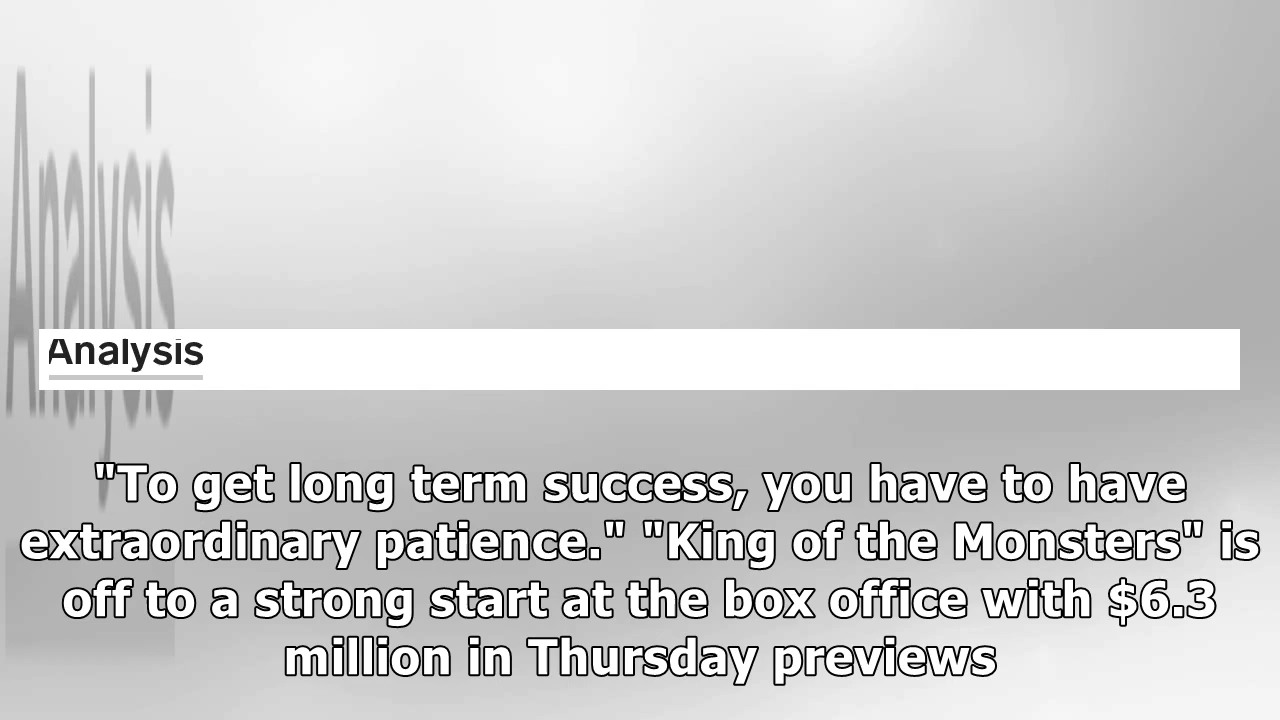 Analysis
Analysis
"To get long term success, you have to have
extraordinary patience." "King of the Monsters" is
off to a strong start at the box office with $6.3
million in Thursday previews